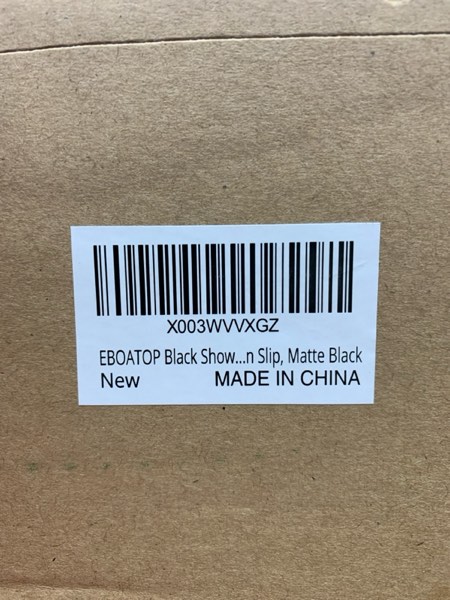 X003WVVXGZ
EBOATOP Black Show...n Slip, Matte Black
New MADE IN CHINA